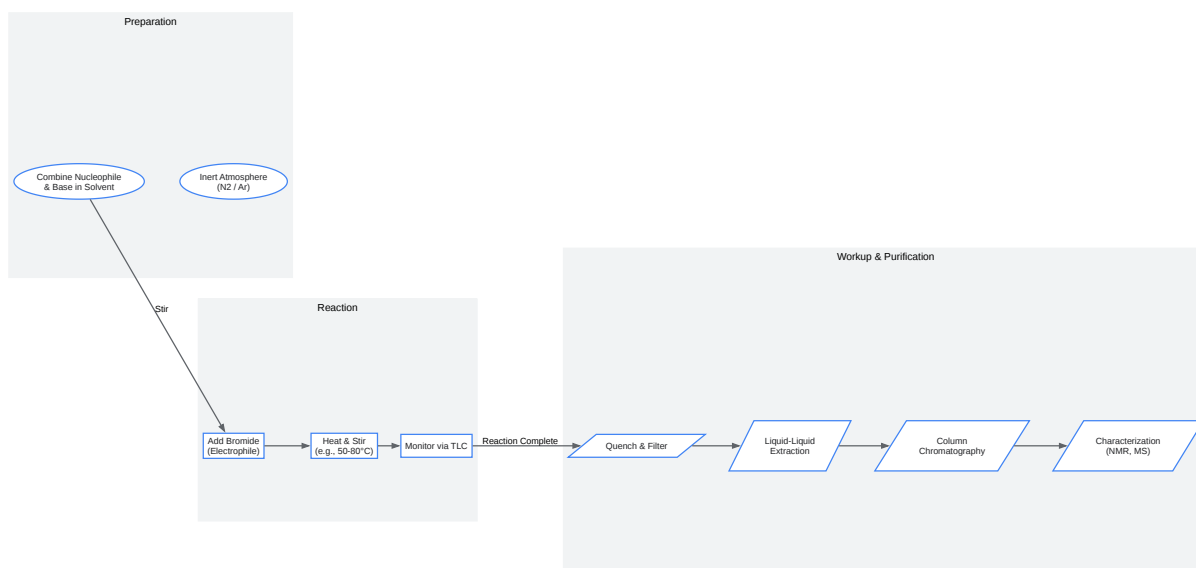 Preparation
Combine Nucleophile
& Base in Solvent
Inert Atmosphere
(N2 / Ar)
Stir
Reaction
Add Bromide
(Electrophile)
Heat & Stir
(e.g., 50-80°C)
Monitor via TLC
Reaction Complete
Workup & Purification
Quench & Filter
Liquid-Liquid
Extraction
Column
Chromatography
Characterization
(NMR, MS)